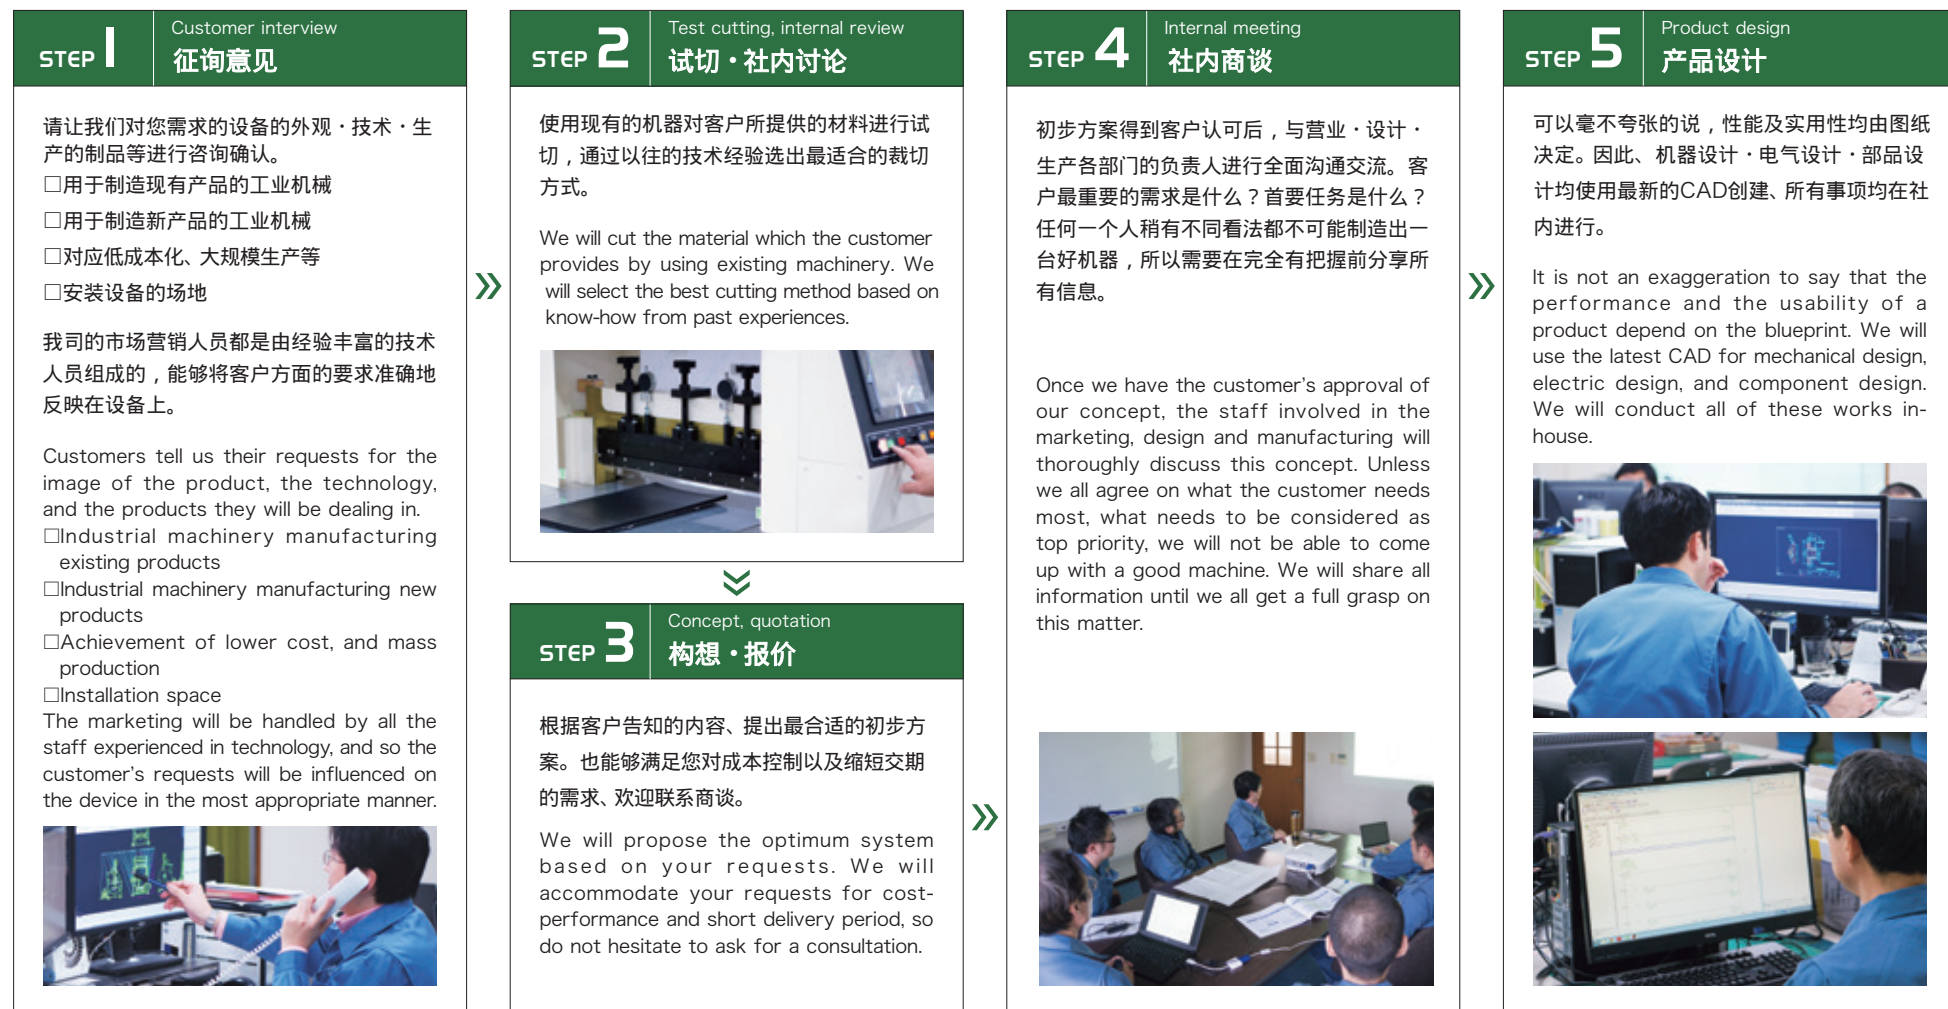 STEP 1
Customer interview
征询意见
请让我们对您需求的设备的外观・技术・生
产的制品等进行咨询确认。
□用于制造现有产品的工业机械
□用于制造新产品的工业机械
□对应低成本化、大规模生产等
□安装设备的场地
我司的市场营销人员都是由经验丰富的技术
人员组成的，能够将客户方面的要求准确地
反映在设备上。
Customers tell us their requests for the
image of the product, the technology,
and the products they will be dealing in.
□Industrial machinery manufacturing
existing products
□Industrial machinery manufacturing new
products
□Achievement of lower cost, and mass
production
□Installation space
The marketing will be handled by all the
staff experienced in technology, and so the
customer's requests will be influenced on
the device in the most appropriate manner.
STEP 2
Test cutting, internal review
试切・社内讨论
使用现有的机器对客户所提供的材料进行试
切，通过以往的技术经验选出最适合的裁切
方式。
We will cut the material which the customer
provides by using existing machinery. We
will select the best cutting method based on
know-how from past experiences.
STEP 3
Concept, quotation
构想・报价
根据客户告知的内容、提出最合适的初步方
案。也能够满足您对成本控制以及缩短交期
的需求、欢迎联系商谈。
We will propose the optimum system
based on your requests. We will
accommodate your requests for cost-
performance and short delivery period, so
do not hesitate to ask for a consultation.
STEP 4
Internal meeting
社内商谈
初步方案得到客户认可后，与营业・设计・
生产各部门的负责人进行全面沟通交流。客
户最重要的需求是什么？首要任务是什么？
任何一个人稍有不同看法都不可能制造出一
台好机器，所以需要在完全有把握前分享所
有信息。
Once we have the customer's approval of
our concept, the staff involved in the
marketing, design and manufacturing will
thoroughly discuss this concept. Unless
we all agree on what the customer needs
most, what needs to be considered as
top priority, we will not be able to come
up with a good machine. We will share all
information until we all get a full grasp on
this matter.
STEP 5
Product design
产品设计
可以毫不夸张的说，性能及实用性均由图纸
决定。因此、机器设计・电气设计・部品设
计均使用最新的CAD创建、所有事项均在社
内进行。
It is not an exaggeration to say that the
performance and the usability of a
product depend on the blueprint. We will
use the latest CAD for mechanical design,
electric design, and component design.
We will conduct all of these works in-
house.